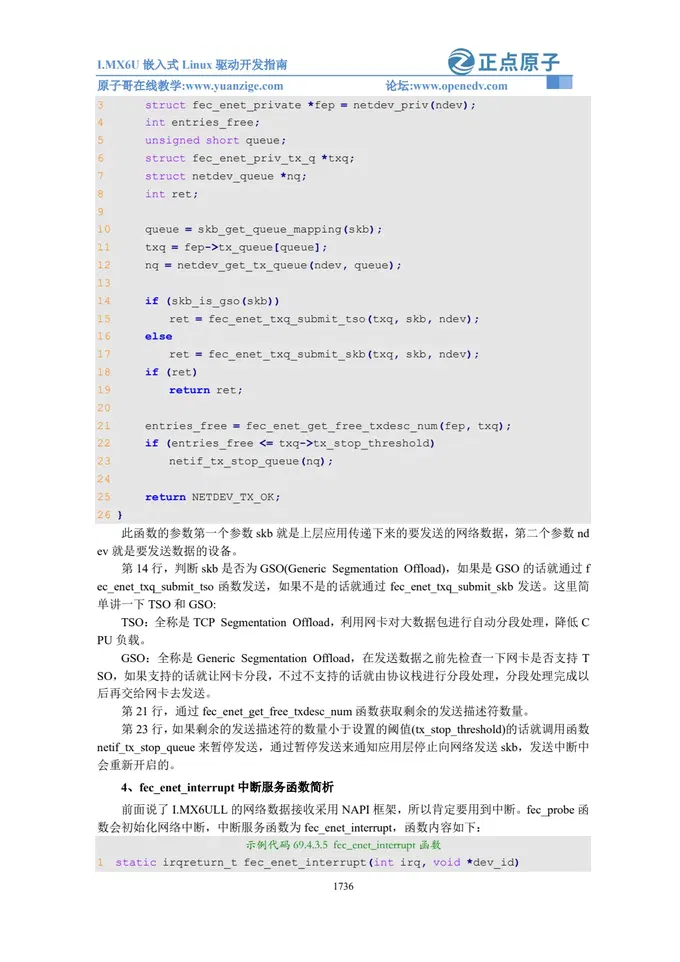 I.MX6U 嵌入式 Linux 驱动开发指南
正点原子
原子哥在线教学:www.yuanzige.com 论坛:www.openedv.com
3 struct fec_enet_private *fep = netdev_priv(ndev);
4 int entries_free;
5 unsigned short queue;
6 struct fec_enet_priv_tx_q *txq;
7 struct netdev_queue *nq;
8 int ret;
9
10 queue = skb_get_queue_mapping(skb);
11 txq = fep->tx_queue[queue];
12 nq = netdev_get_tx_queue(ndev, queue);
13
14 if (skb_is_gso(skb))
15 ret = fec_enet_txq_submit_tso(txq, skb, ndev);
16 else
17 ret = fec_enet_txq_submit_skb(txq, skb, ndev);
18 if (ret)
19 return ret;
20
21 entries_free = fec_enet_get_free_txdesc_num(fep, txq);
22 if (entries_free <= txq->tx_stop_threshold)
23 netif_tx_stop_queue(nq);
24
25 return NETDEV_TX_OK;
26 }
此函数的参数第一个参数 skb 就是上层应用传递下来的要发送的网络数据，第二个参数 nd
ev 就是要发送数据的设备。
第 14 行，判断 skb 是否为 GSO(Generic Segmentation Offload)，如果是 GSO 的话就通过 f
ec_enet_txq_submit_tso 函数发送，如果不是的话就通过 fec_enet_txq_submit_skb 发送。这里简
单讲一下 TSO 和 GSO:
TSO：全称是 TCP Segmentation Offload，利用网卡对大数据包进行自动分段处理，降低 C
PU 负载。
GSO：全称是 Generic Segmentation Offload，在发送数据之前先检查一下网卡是否支持 T
SO，如果支持的话就让网卡分段，不过不支持的话就由协议栈进行分段处理，分段处理完成以
后再交给网卡去发送。
第 21 行，通过 fec_enet_get_free_txdesc_num 函数获取剩余的发送描述符数量。
第 23 行，如果剩余的发送描述符的数量小于设置的阈值(tx_stop_threshold)的话就调用函数
netif_tx_stop_queue 来暂停发送，通过暂停发送来通知应用层停止向网络发送 skb，发送中断中
会重新开启的。
4、fec_enet_interrupt 中断服务函数简析
前面说了 I.MX6ULL 的网络数据接收采用 NAPI 框架，所以肯定要用到中断。fec_probe 函
数会初始化网络中断，中断服务函数为 fec_enet_interrupt，函数内容如下：
示例代码 69.4.3.5 fec_enet_interrupt 函数
1 static irqreturn_t fec_enet_interrupt(int irq, void *dev_id)
1736